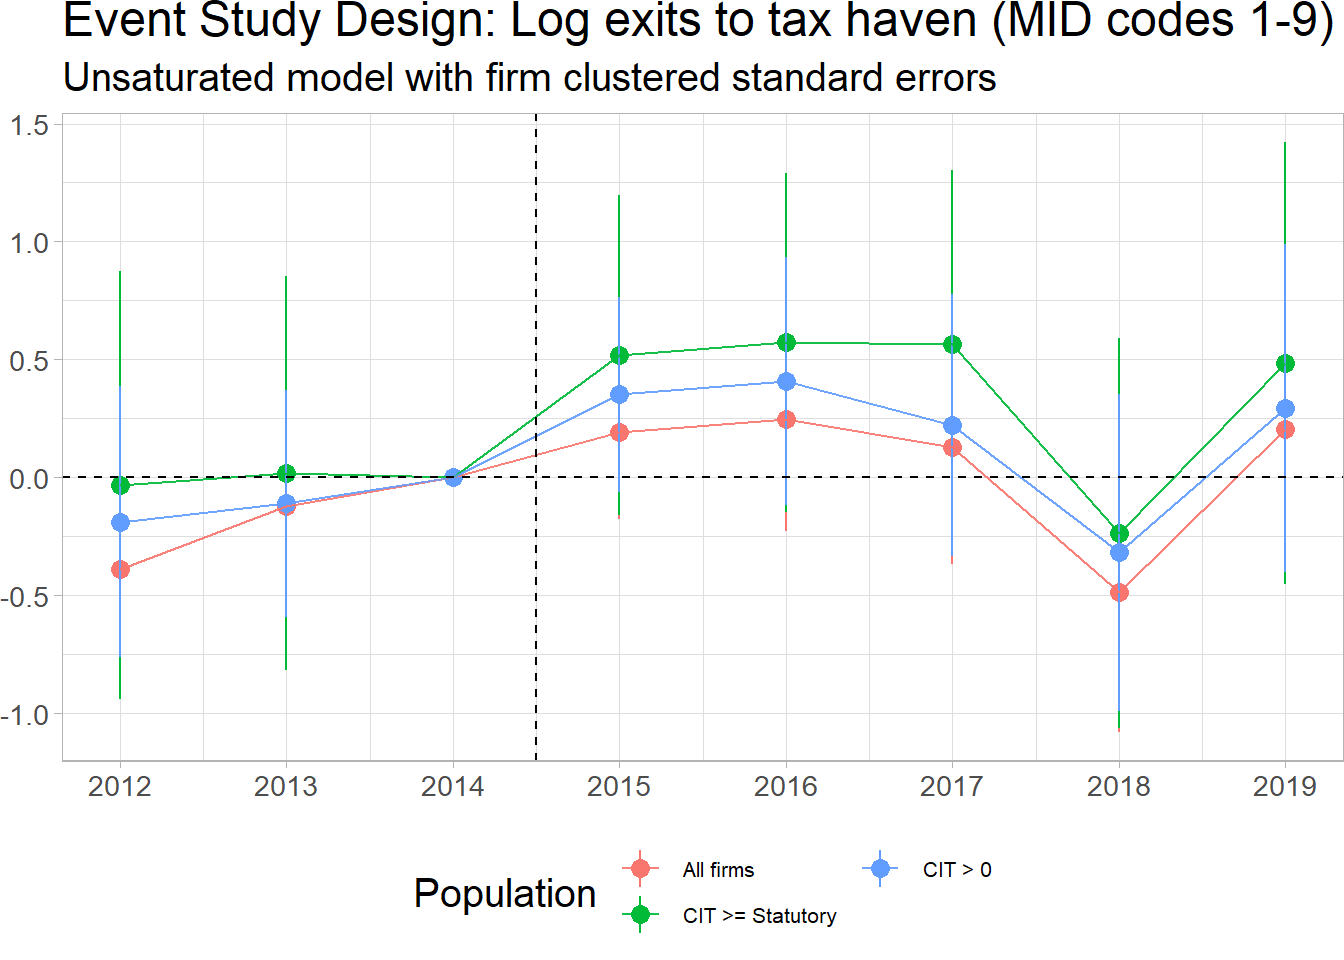 Event Study Design: Log exits to tax haven (MID codes 1-9)
Unsaturated model with firm clustered standard errors
1.5
1.0
0.5
0.0
-0.5
-1.0
2012 2013 2014 2015 2016 2017 2018 2019
Population
All firms
CIT >= Statutory
CIT > 0